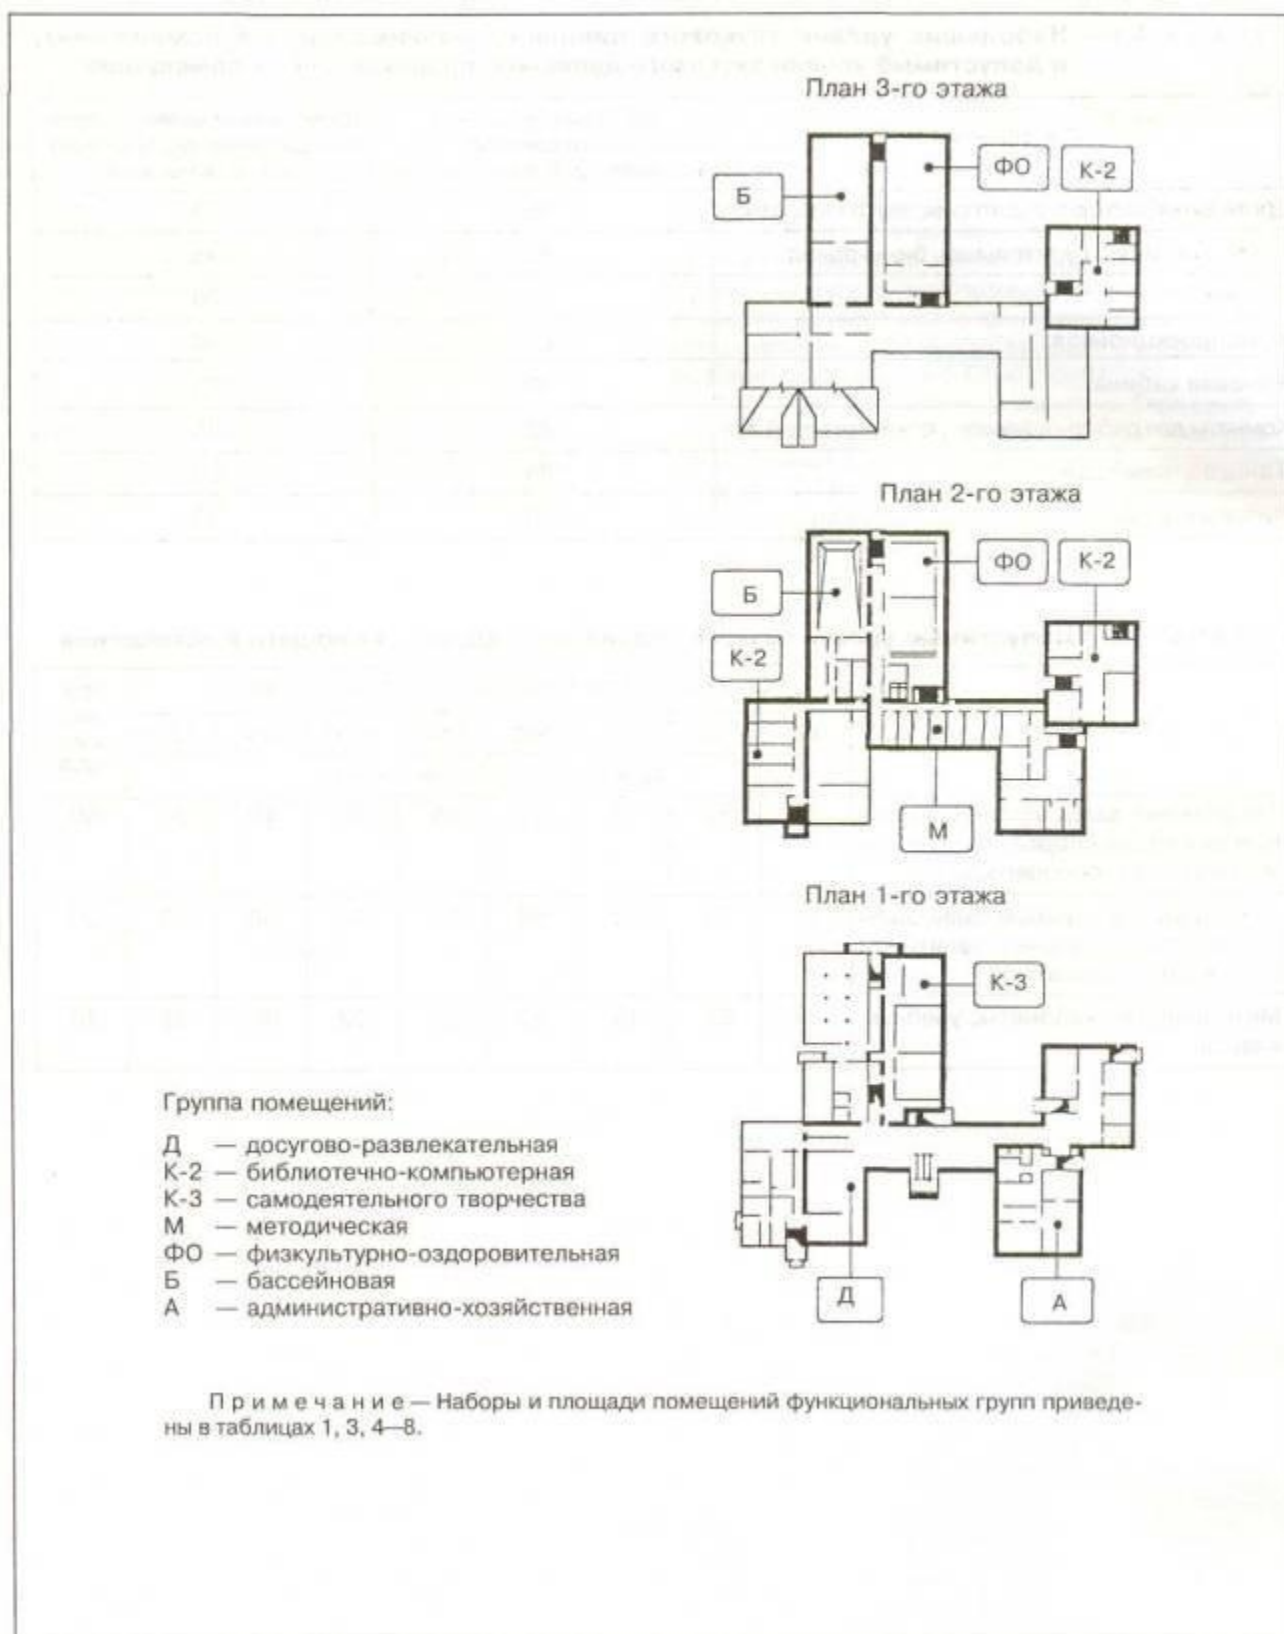 План 3-го этажа
ФО
К-2
Б
План 2-го этажа
ФО
К-2
Б
К-2
М
План 1-го этажа
К-3
Д
А
Группа помещений:
Д — досугово-развлекательная
К-2 — библиотечно-компьютерная
К-3 — самодеятельного творчества
М — методическая
ФО — физкультурно-оздоровительная
Б — бассейновая
А — административно-хозяйственная
Примечание — Наборы и площади помещений функциональных групп приведе-
ны в таблицах 1, 3, 4—8.